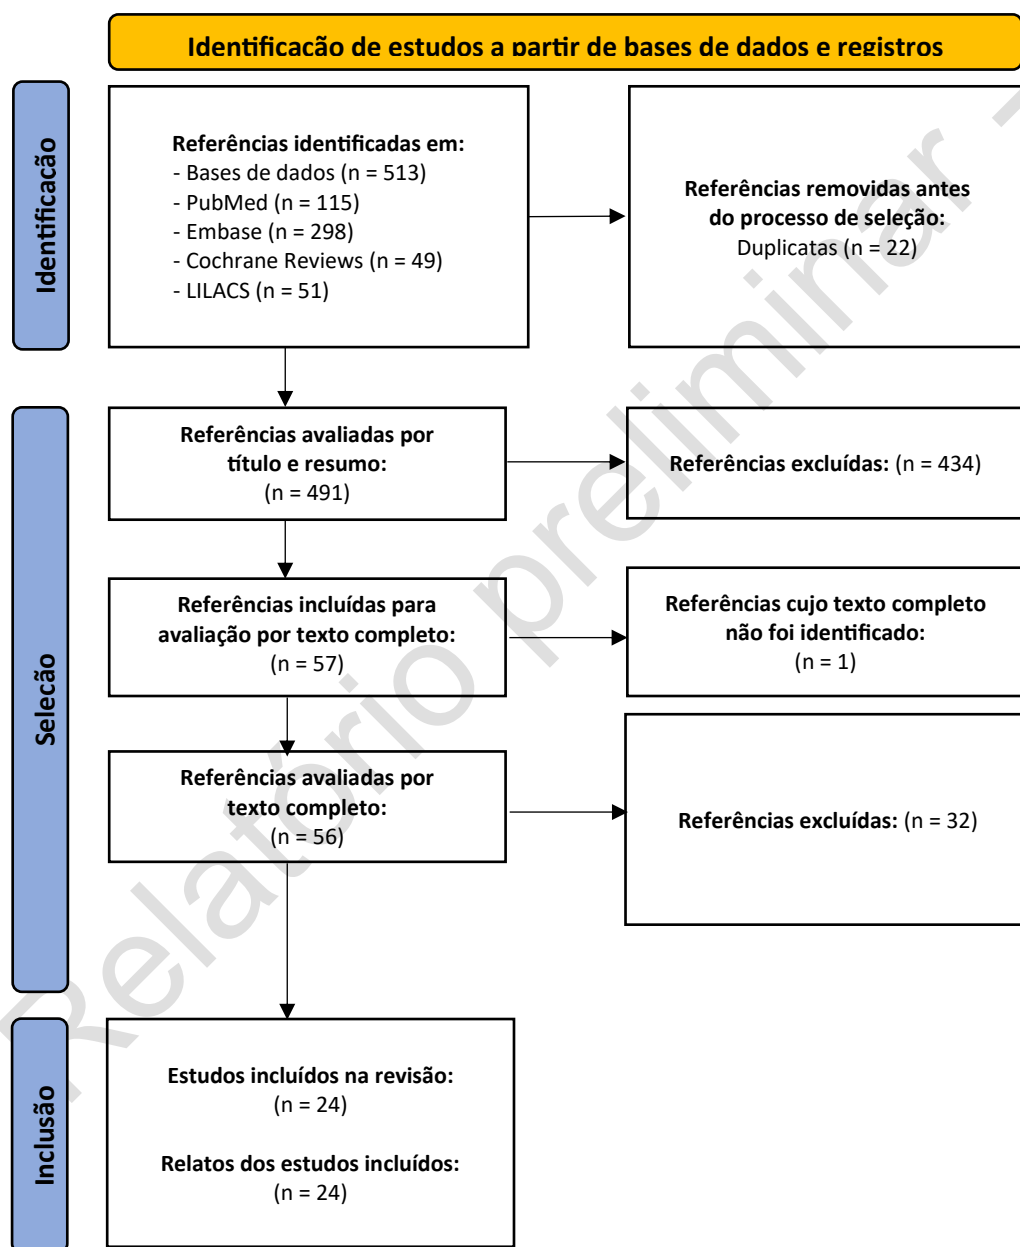 Identificação de estudos a partir de bases de dados e registros
Identificação
Referências identificadas em:
- Bases de dados (n = 513)
- PubMed (n = 115)
- Embase (n = 298)
- Cochrane Reviews (n = 49)
- LILACS (n = 51)
Referências removidas antes
do processo de seleção:
Duplicatas (n = 22)
Seleção
Referências avaliadas por
título e resumo:
(n = 491)
Referências excluídas: (n = 434)
Referências incluídas para
avaliação por texto completo:
(n = 57)
Referências cujo texto completo
não foi identificado:
(n = 1)
Referências avaliadas por
texto completo:
(n = 56)
Referências excluídas: (n = 32)
Inclusão
Estudos incluídos na revisão:
(n = 24)
Relatos dos estudos incluídos:
(n = 24)
Relatório preliminar -